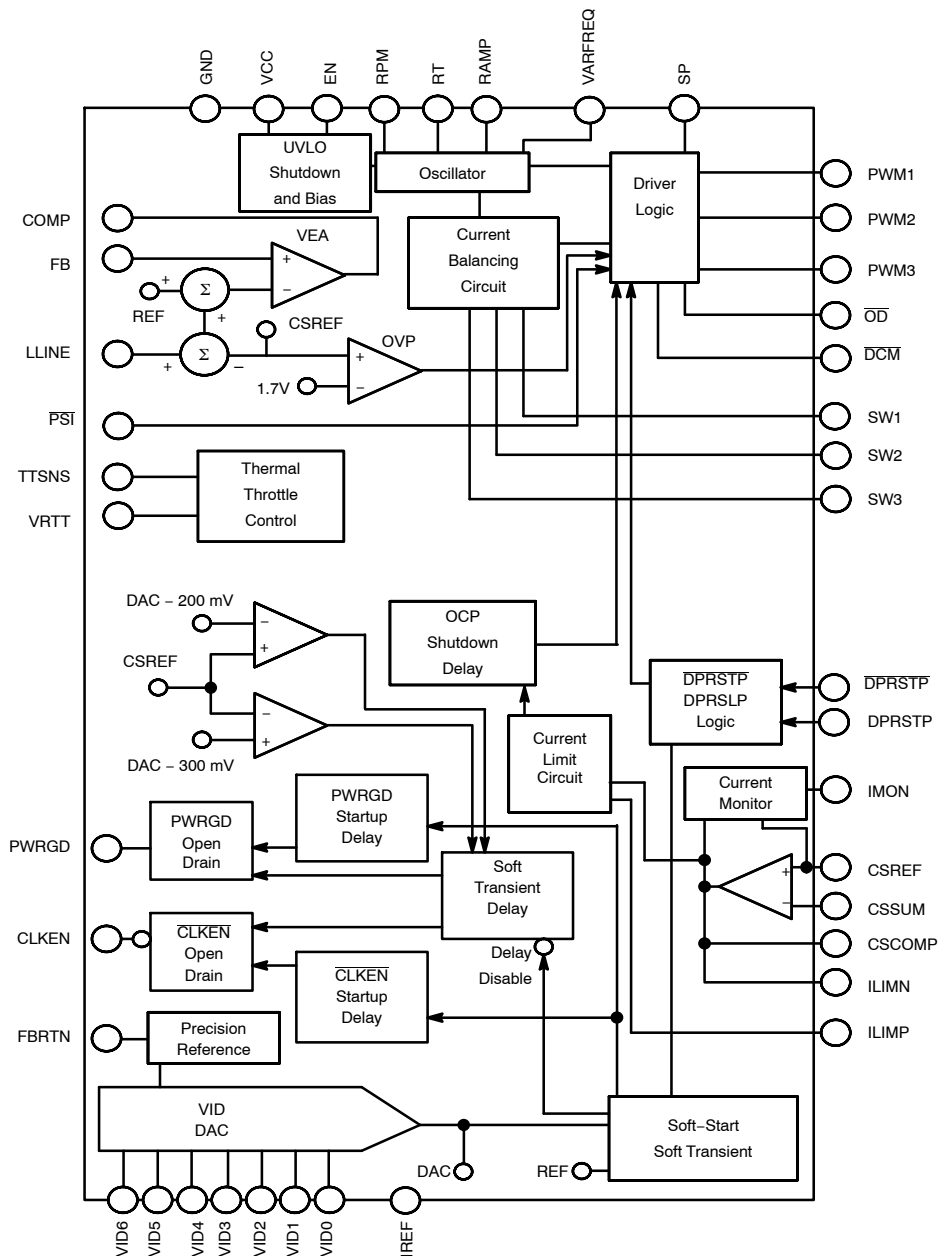 GND
VCC
EN
RPM
RT
RAMP
VARFREQ
SP
UVLO
Shutdown
and Bias
Oscillator
Driver
Logic
PWM1
PWM2
PWM3
OD
DCM
SW1
SW2
SW3
COMP
FB
VEA
+
−
Σ
+
REF
+
Current
Balancing
Circuit
LLINE
+
Σ
−
CSREF
OVP
+
−
1.7V
PSI
TTSNS
VRTT
Thermal
Throttle
Control
DAC − 200 mV
−
+
CSREF
−
+
DAC − 300 mV
OCP
Shutdown
Delay
Current
Limit
Circuit
DPRSTP
DPRSLP
Logic
DPRSTP
DPRSTP
Current
Monitor
IMON
+
−
CSREF
CSSUM
CSCOMP
ILIMN
ILIMP
PWRGD
PWRGD
Open
Drain
PWRGD
Startup
Delay
Soft
Transient
Delay
Delay
Disable
CLKEN
CLKEN
Open
Drain
CLKEN
Startup
Delay
FBRTN
Precision
Reference
VID
DAC
DAC
REF
Soft−Start
Soft Transient
VID6
VID5
VID4
VID3
VID2
VID1
VID0
IREF